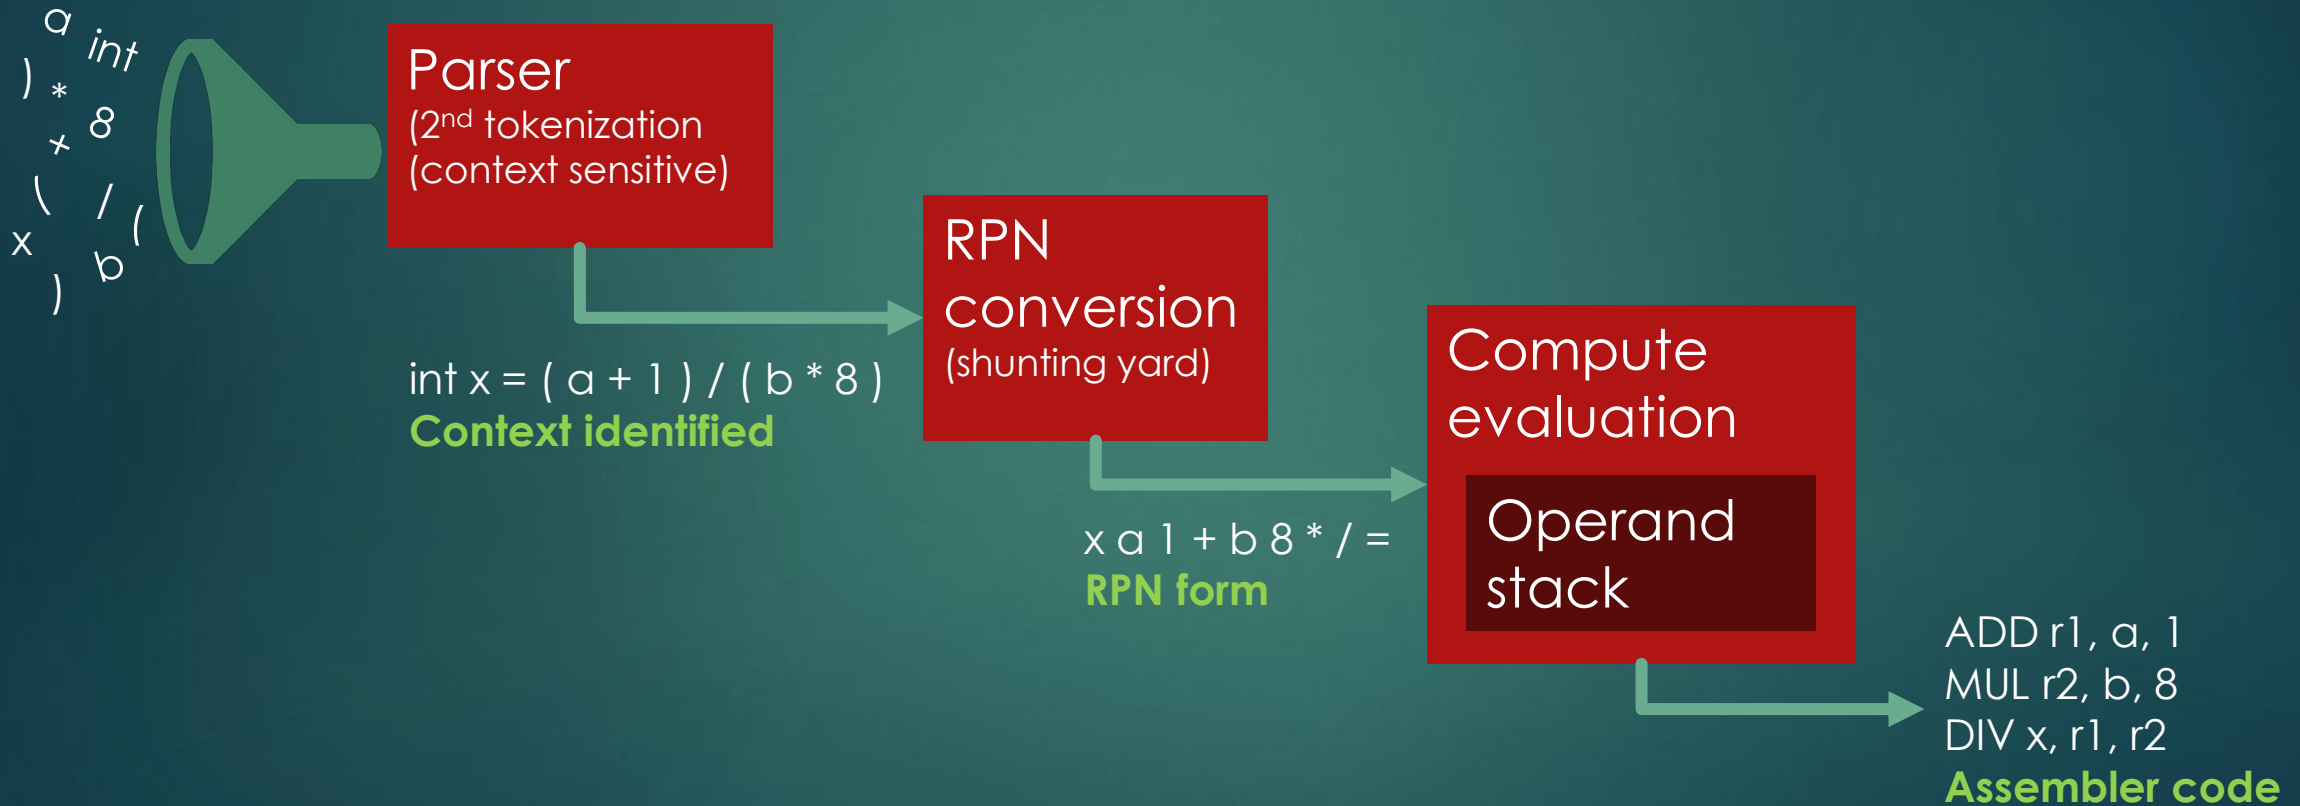 a int
) *
+ 8
( / (
x b
)
Parser
(2nd tokenization
(context sensitive)
int x = ( a + 1 ) / ( b * 8 )
Context identified
RPN
conversion
(shunting yard)
x a 1 + b 8 * / =
RPN form
Compute
evaluation
Operand
stack
ADD r1, a, 1
MUL r2, b, 8
DIV x, r1, r2
Assembler code